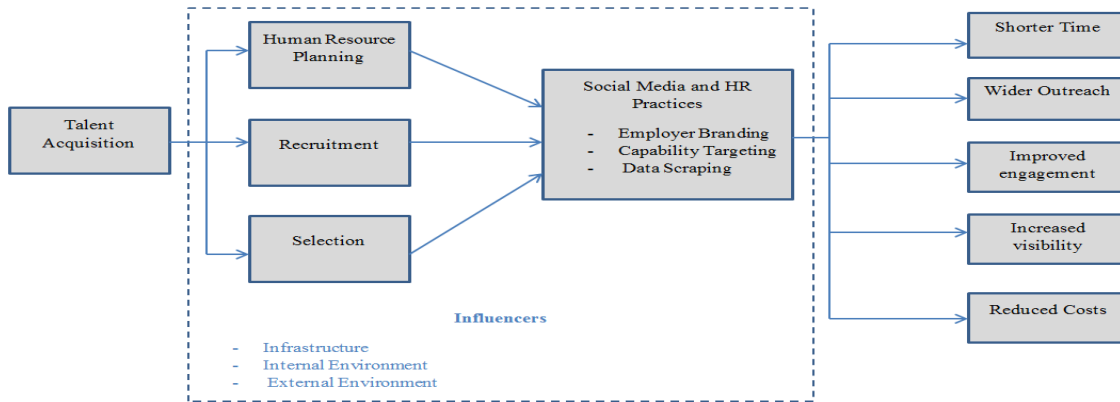 Talent
Acquisition
Human Resource
Planning
Recruitment
Selection
Social Media and HR
Practices
- Employer Branding
- Capability Targeting
- Data Scraping
Influencers
- Infrastructure
- Internal Environment
- External Environment
Shorter Time
Wider Outreach
Improved
engagement
Increased
visibility
Reduced Costs